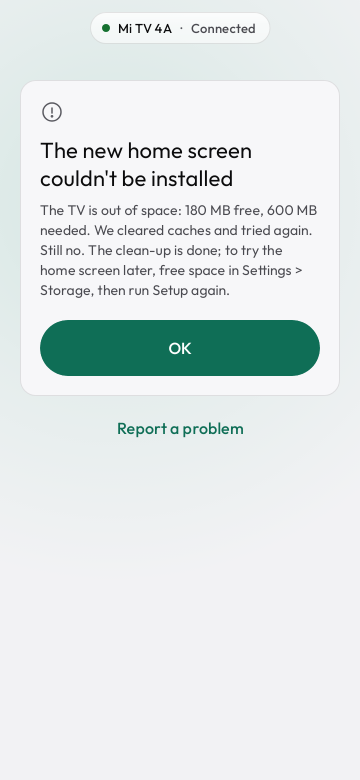 Mi TV 4A · Connected
The new home screen
couldn't be installed
The TV is out of space: 180 MB free, 600 MB
needed. We cleared caches and tried again.
Still no. The clean-up is done; to try the
home screen later, free space in Settings >
Storage, then run Setup again.
OK
Report a problem